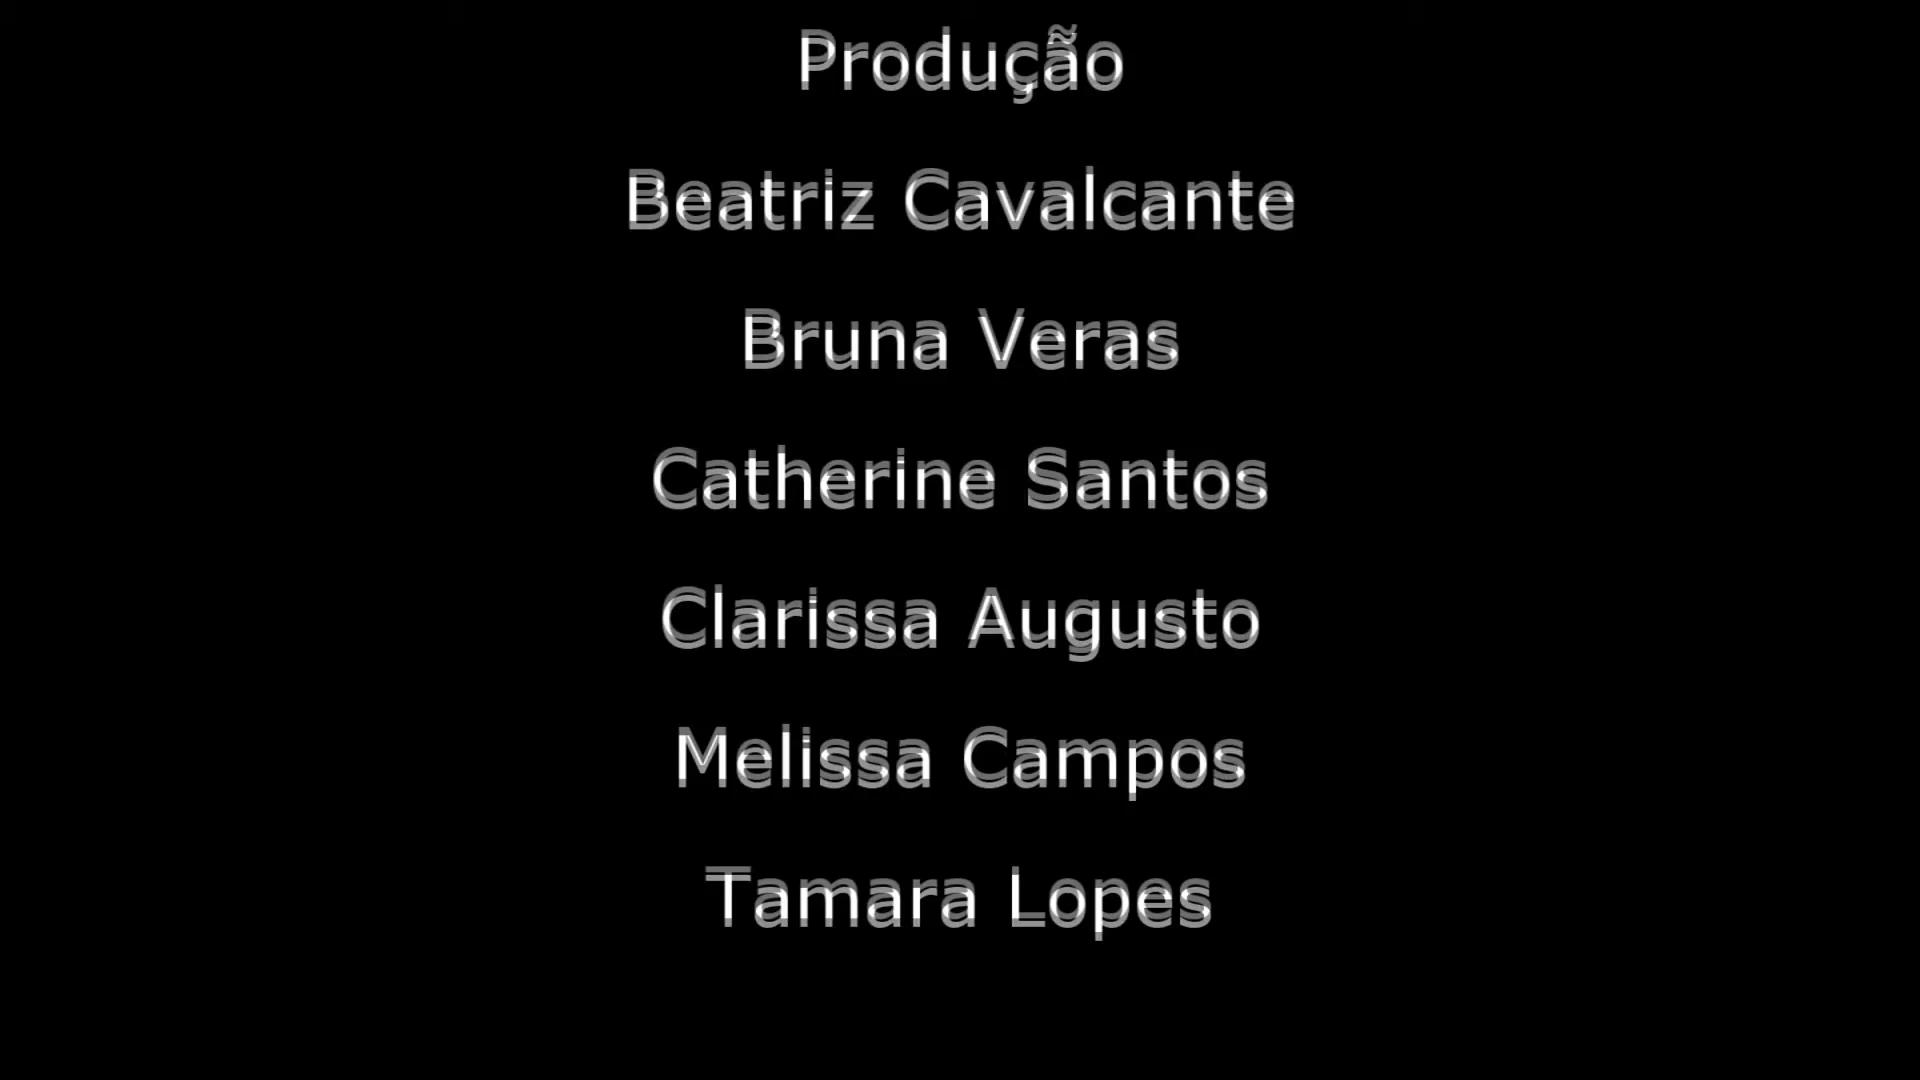 Produção
Beatriz Cavalcante
Bruna Veras
Catherine Santos
Clarissa Augusto
Melissa Campos
Tamara Lopes